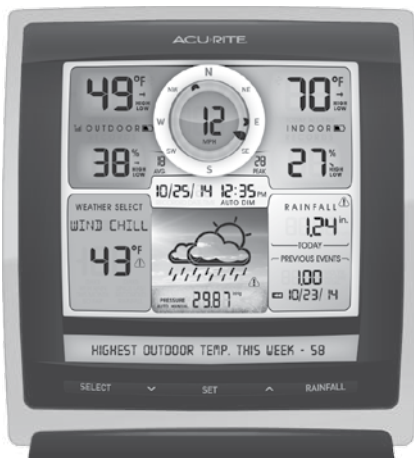 ACU RITE
49°F
HIGH
LOW
OUTDOOR
38%
HIGH
LOW
N
NW NE
W E
SW SE
S
12
MPH
18
AVG
28
PEAK
70°F
HIGH
LOW
INDOOR
27%
HIGH
LOW
10/25/14 12:35 PM
AUTO DIM
WEATHER SELECT
WIND CHILL
43°F
PRESSURE
29.87
RAINFALL
1.24 in.
TODAY
PREVIOUS EVENTS
1.00
10/23/14
HIGHEST OUTDOOR TEMP. THIS WEEK - 58
SELECT SET RAINFALL